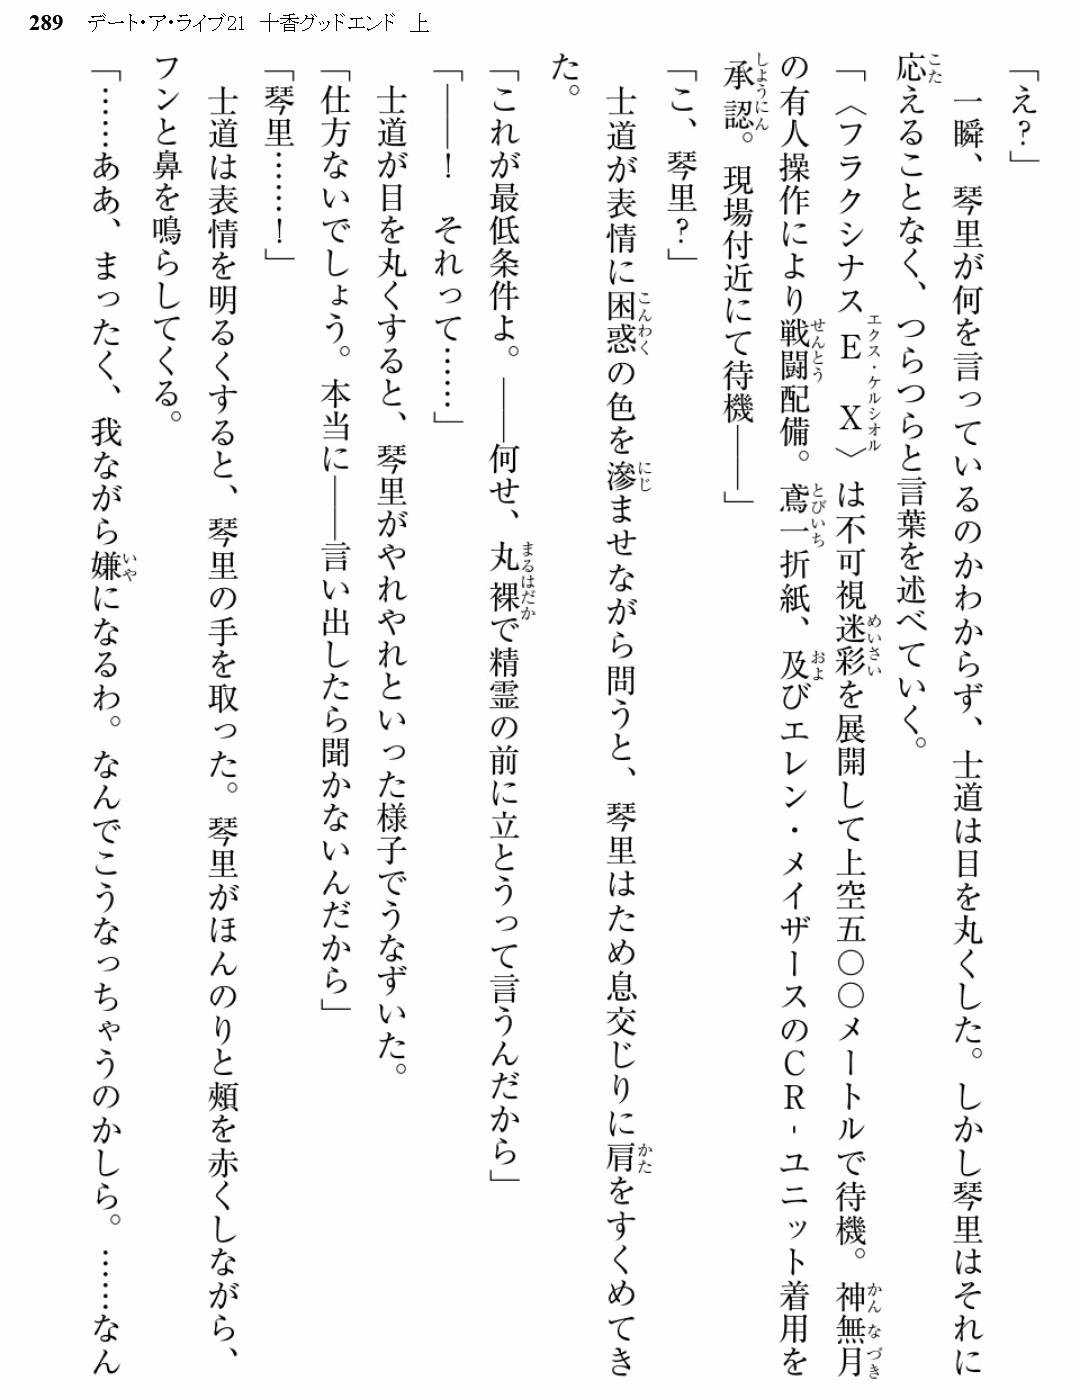 289 デート・ア・ライブ21 十香グッドエンド 上
「え?」
一瞬、琴里が何を言っているのかわからず、士道は目を丸くした。しかし琴里はそれに
応えることなく、つらつらと言葉を述べていく。
「〈フラクシナスEX〉は不可視迷彩を展開して上空五〇〇メートルで待機。神無月
の有人操作により戦闘配備。鳶一折紙、及びエレン・メイザースのCR-ユニット着用を
承認。現場付近にて待機――」
「こ、琴里?」
士道が表情に困惑の色を滲ませながら問うと、琴里はため息交じりに肩をすくめてき
た。
「これが最低条件よ。――何せ、丸裸で精霊の前に立とうって言うんだから」
「――! それって……」
士道が目を丸くすると、琴里がやれやれといった様子でうなずいた。
「仕方ないでしょう。本当に――言い出したら聞かないんだから」
「琴里……!」
士道は表情を明るくすると、琴里の手を取った。琴里がほんのりと頰を赤くしながら、
フンと鼻を鳴らしてくる。
「……ああ、まったく、我ながら嫌になるわ。なんでこうなっちゃうのかしら。……なん